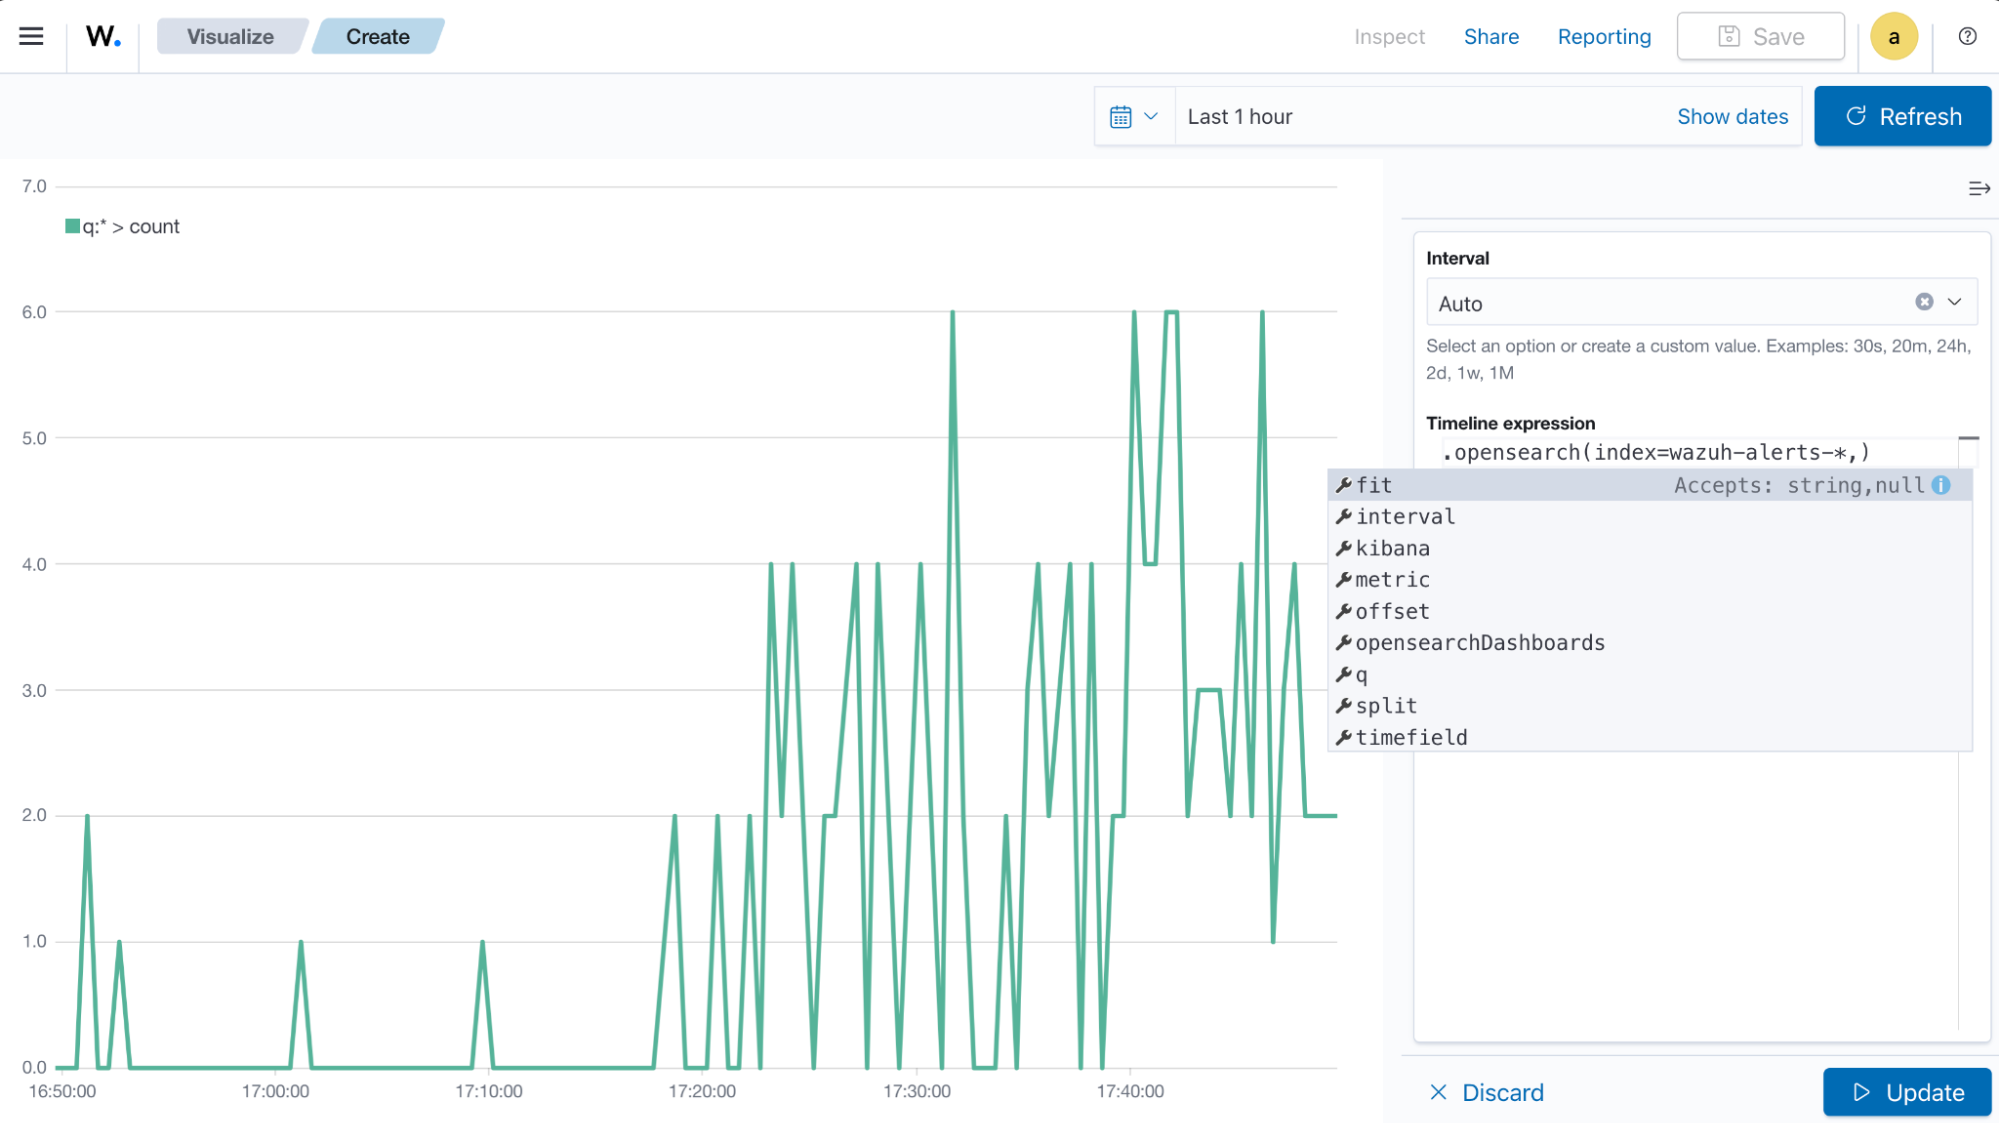 W.
Visualize
Create
Inspect
Share
Reporting
Save
a
Last 1 hour
Show dates
Refresh
7.0
q:* > count
6.0
5.0
4.0
3.0
2.0
1.0
0.0
16:50:00
17:00:00
17:10:00
17:20:00
17:30:00
17:40:00
Interval
Auto
Select an option or create a custom value. Examples: 30s, 20m, 24h,
2d, 1w, 1M
Timeline expression
.opensearch(index=wazuh-alerts-*,)
fit Accepts: string,null
interval
kibana
metric
offset
opensearchDashboards
q
split
timefield
Discard
Update